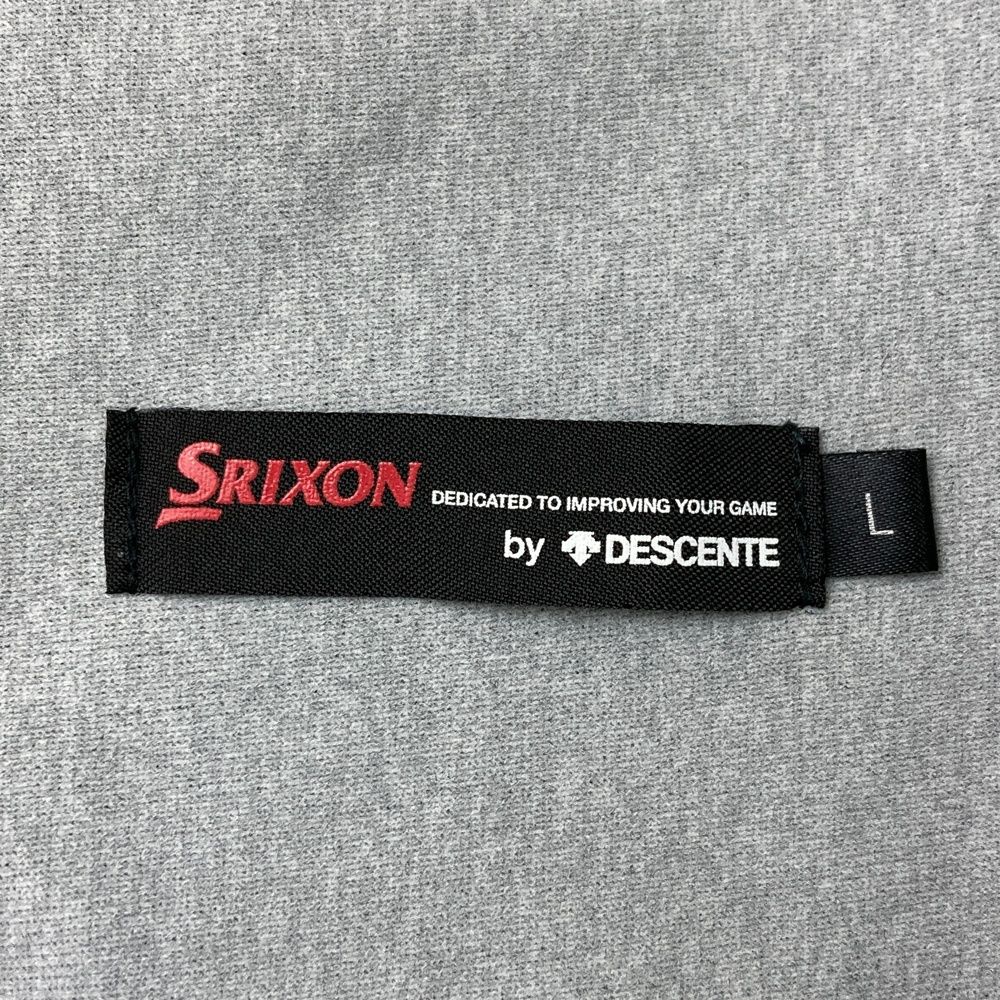 SRIXON DEDICATED TO IMPROVING YOUR GAME
by DESCENTE
L